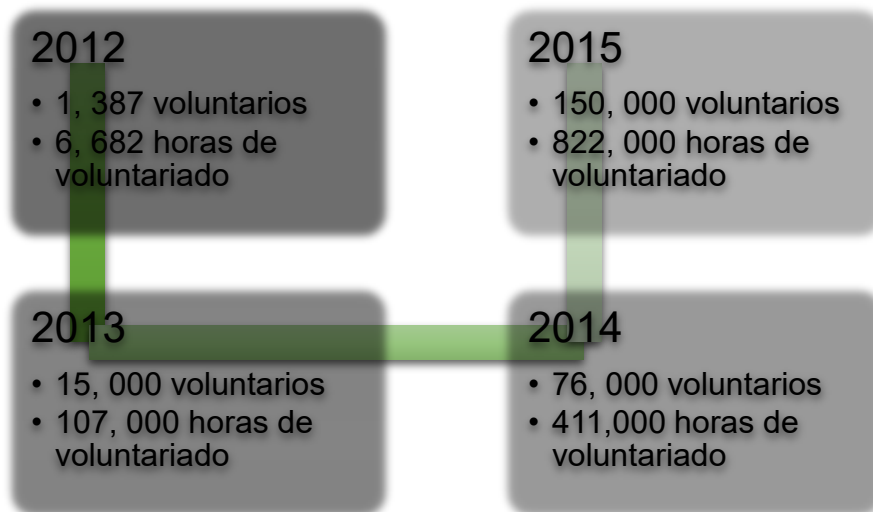 2012
• 1, 387 voluntarios
• 6, 682 horas de
voluntariado
2013
• 15, 000 voluntarios
• 107, 000 horas de
voluntariado
2014
• 76, 000 voluntarios
• 411,000 horas de
voluntariado
2015
• 150, 000 voluntarios
• 822, 000 horas de
voluntariado